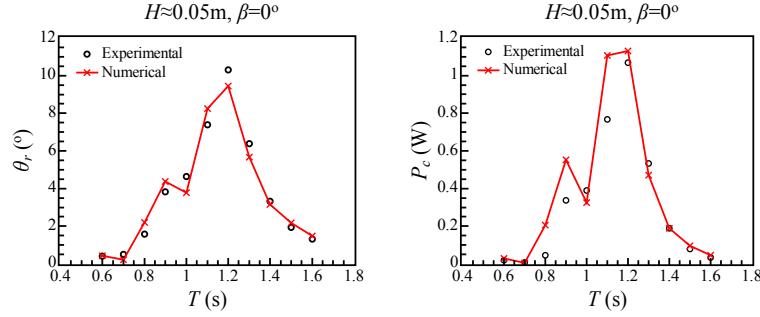 H≈0.05m, β=0º
12
10
8
6
4
2
0
Experimental
Numerical
θr (º)
0.4 0.6 0.8 1 1.2 1.4 1.6 1.8
T (s)
H≈0.05m, β=0º
1.2
1
0.8
0.6
0.4
0.2
0
Experimental
Numerical
Pc (W)
0.4 0.6 0.8 1 1.2 1.4 1.6 1.8
T (s)